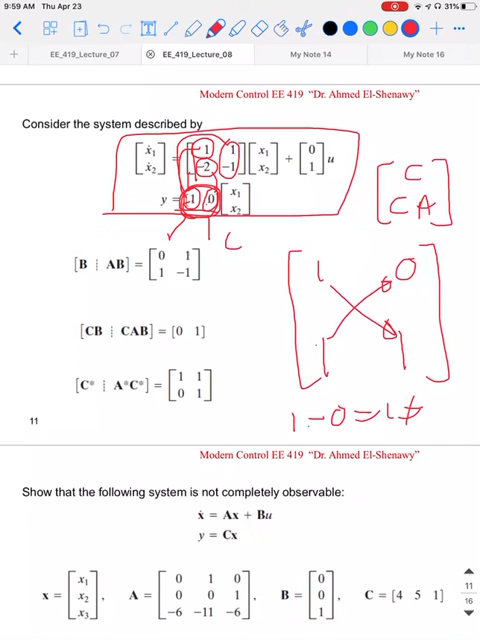 9:59 AM Thu Apr 23
31%
EE_419_Lecture_07
EE_419_Lecture_08
My Note 14
My Note 16
Modern Control EE 419 "Dr. Ahmed El-Shenawy"
Consider the system described by
[ẋ₁; ẋ₂] = [1 1; -2 -1] [x₁; x₂] + [0; 1] u
y = [1 0] [x₁; x₂]
C
[C; CA]
[B ⋮ AB] = [0 1; 1 -1]
[1 0; 1 1]
[CB ⋮ CAB] = [0 1]
[C* ⋮ A*C*] = [1 1; 0 1]
1 - 0 = 1 ≠
11
Modern Control EE 419 "Dr. Ahmed El-Shenawy"
Show that the following system is not completely observable:
ẋ = Ax + Bu
y = Cx
x = [x₁; x₂; x₃], A = [0 1 0; 0 0 1; -6 -11 -6], B = [0; 0; 1], C = [4 5 1]
11
16